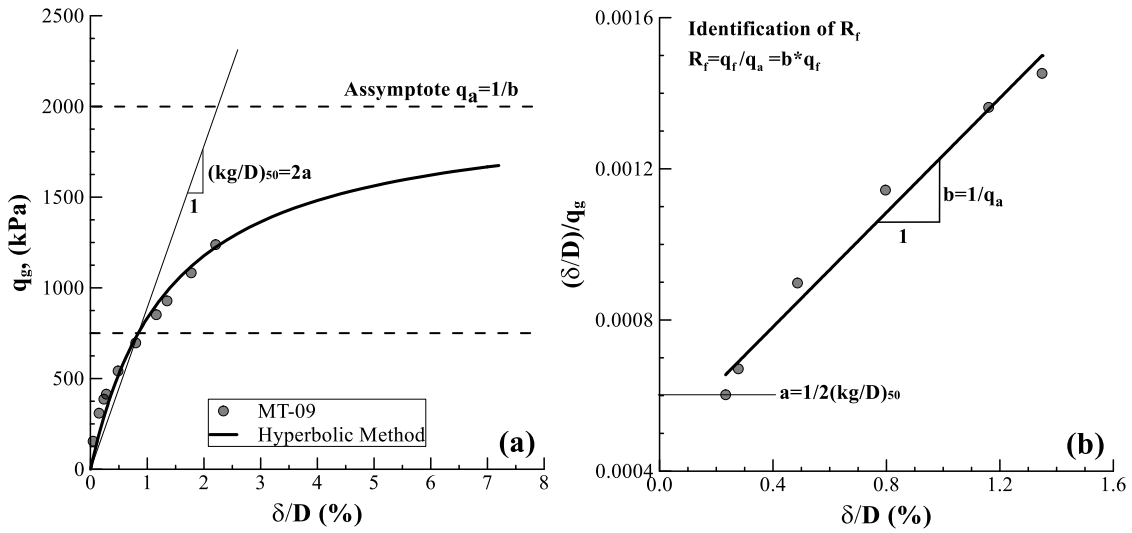 2500
2000
1500
1000
500
0
q_g, (kPa)
Assymptote q_a=1/b
(kg/D)_50=2a
1
MT-09
Hyperbolic Method
(a)
0 1 2 3 4 5 6 7 8
δ/D (%)
0.0016
0.0012
0.0008
0.0004
(δ/D)/q_g
Identification of R_f
R_f=q_f/q_a =b*q_f
b=1/q_a
1
a=1/2(kg/D)_50
(b)
0.0 0.4 0.8 1.2 1.6
δ/D (%)